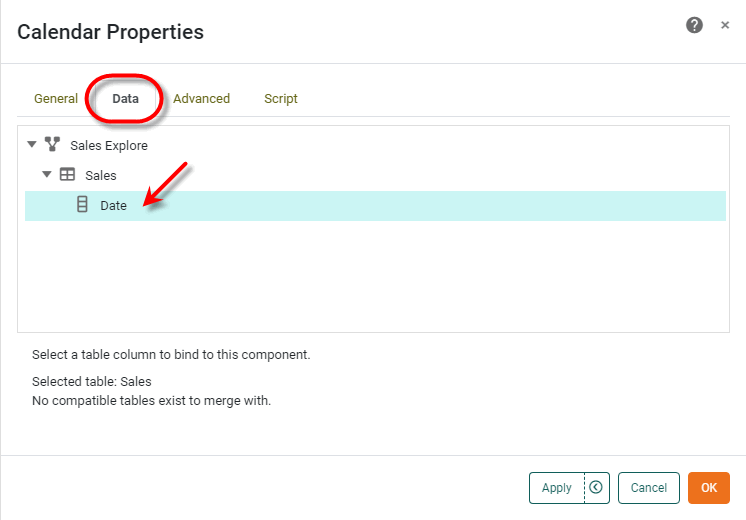 Calendar Properties
General Data Advanced Script
Sales Explore
Sales
Date
Select a table column to bind to this component.
Selected table: Sales
No compatible tables exist to merge with.
Apply Cancel OK